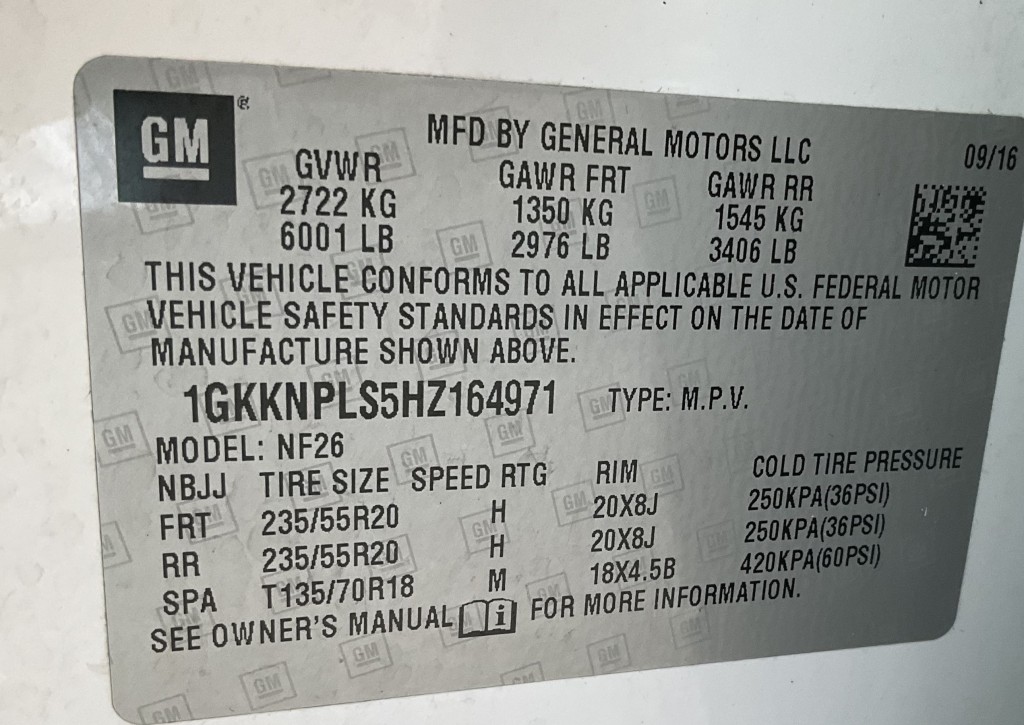 GM ®
MFD BY GENERAL MOTORS LLC 09/16
GVWR GAWR FRT GAWR RR
2722 KG 1350 KG 1545 KG
6001 LB 2976 LB 3406 LB
THIS VEHICLE CONFORMS TO ALL APPLICABLE U.S. FEDERAL MOTOR
VEHICLE SAFETY STANDARDS IN EFFECT ON THE DATE OF
MANUFACTURE SHOWN ABOVE.
1GKKNPLS5HZ164971 TYPE: M.P.V.
MODEL: NF26
NBJJ TIRE SIZE SPEED RTG RIM COLD TIRE PRESSURE
FRT 235/55R20 H 20X8J 250KPA(36PSI)
RR 235/55R20 H 20X8J 250KPA(36PSI)
SPA T135/70R18 M 18X4.5B 420KPA(60PSI)
SEE OWNER'S MANUAL i FOR MORE INFORMATION.